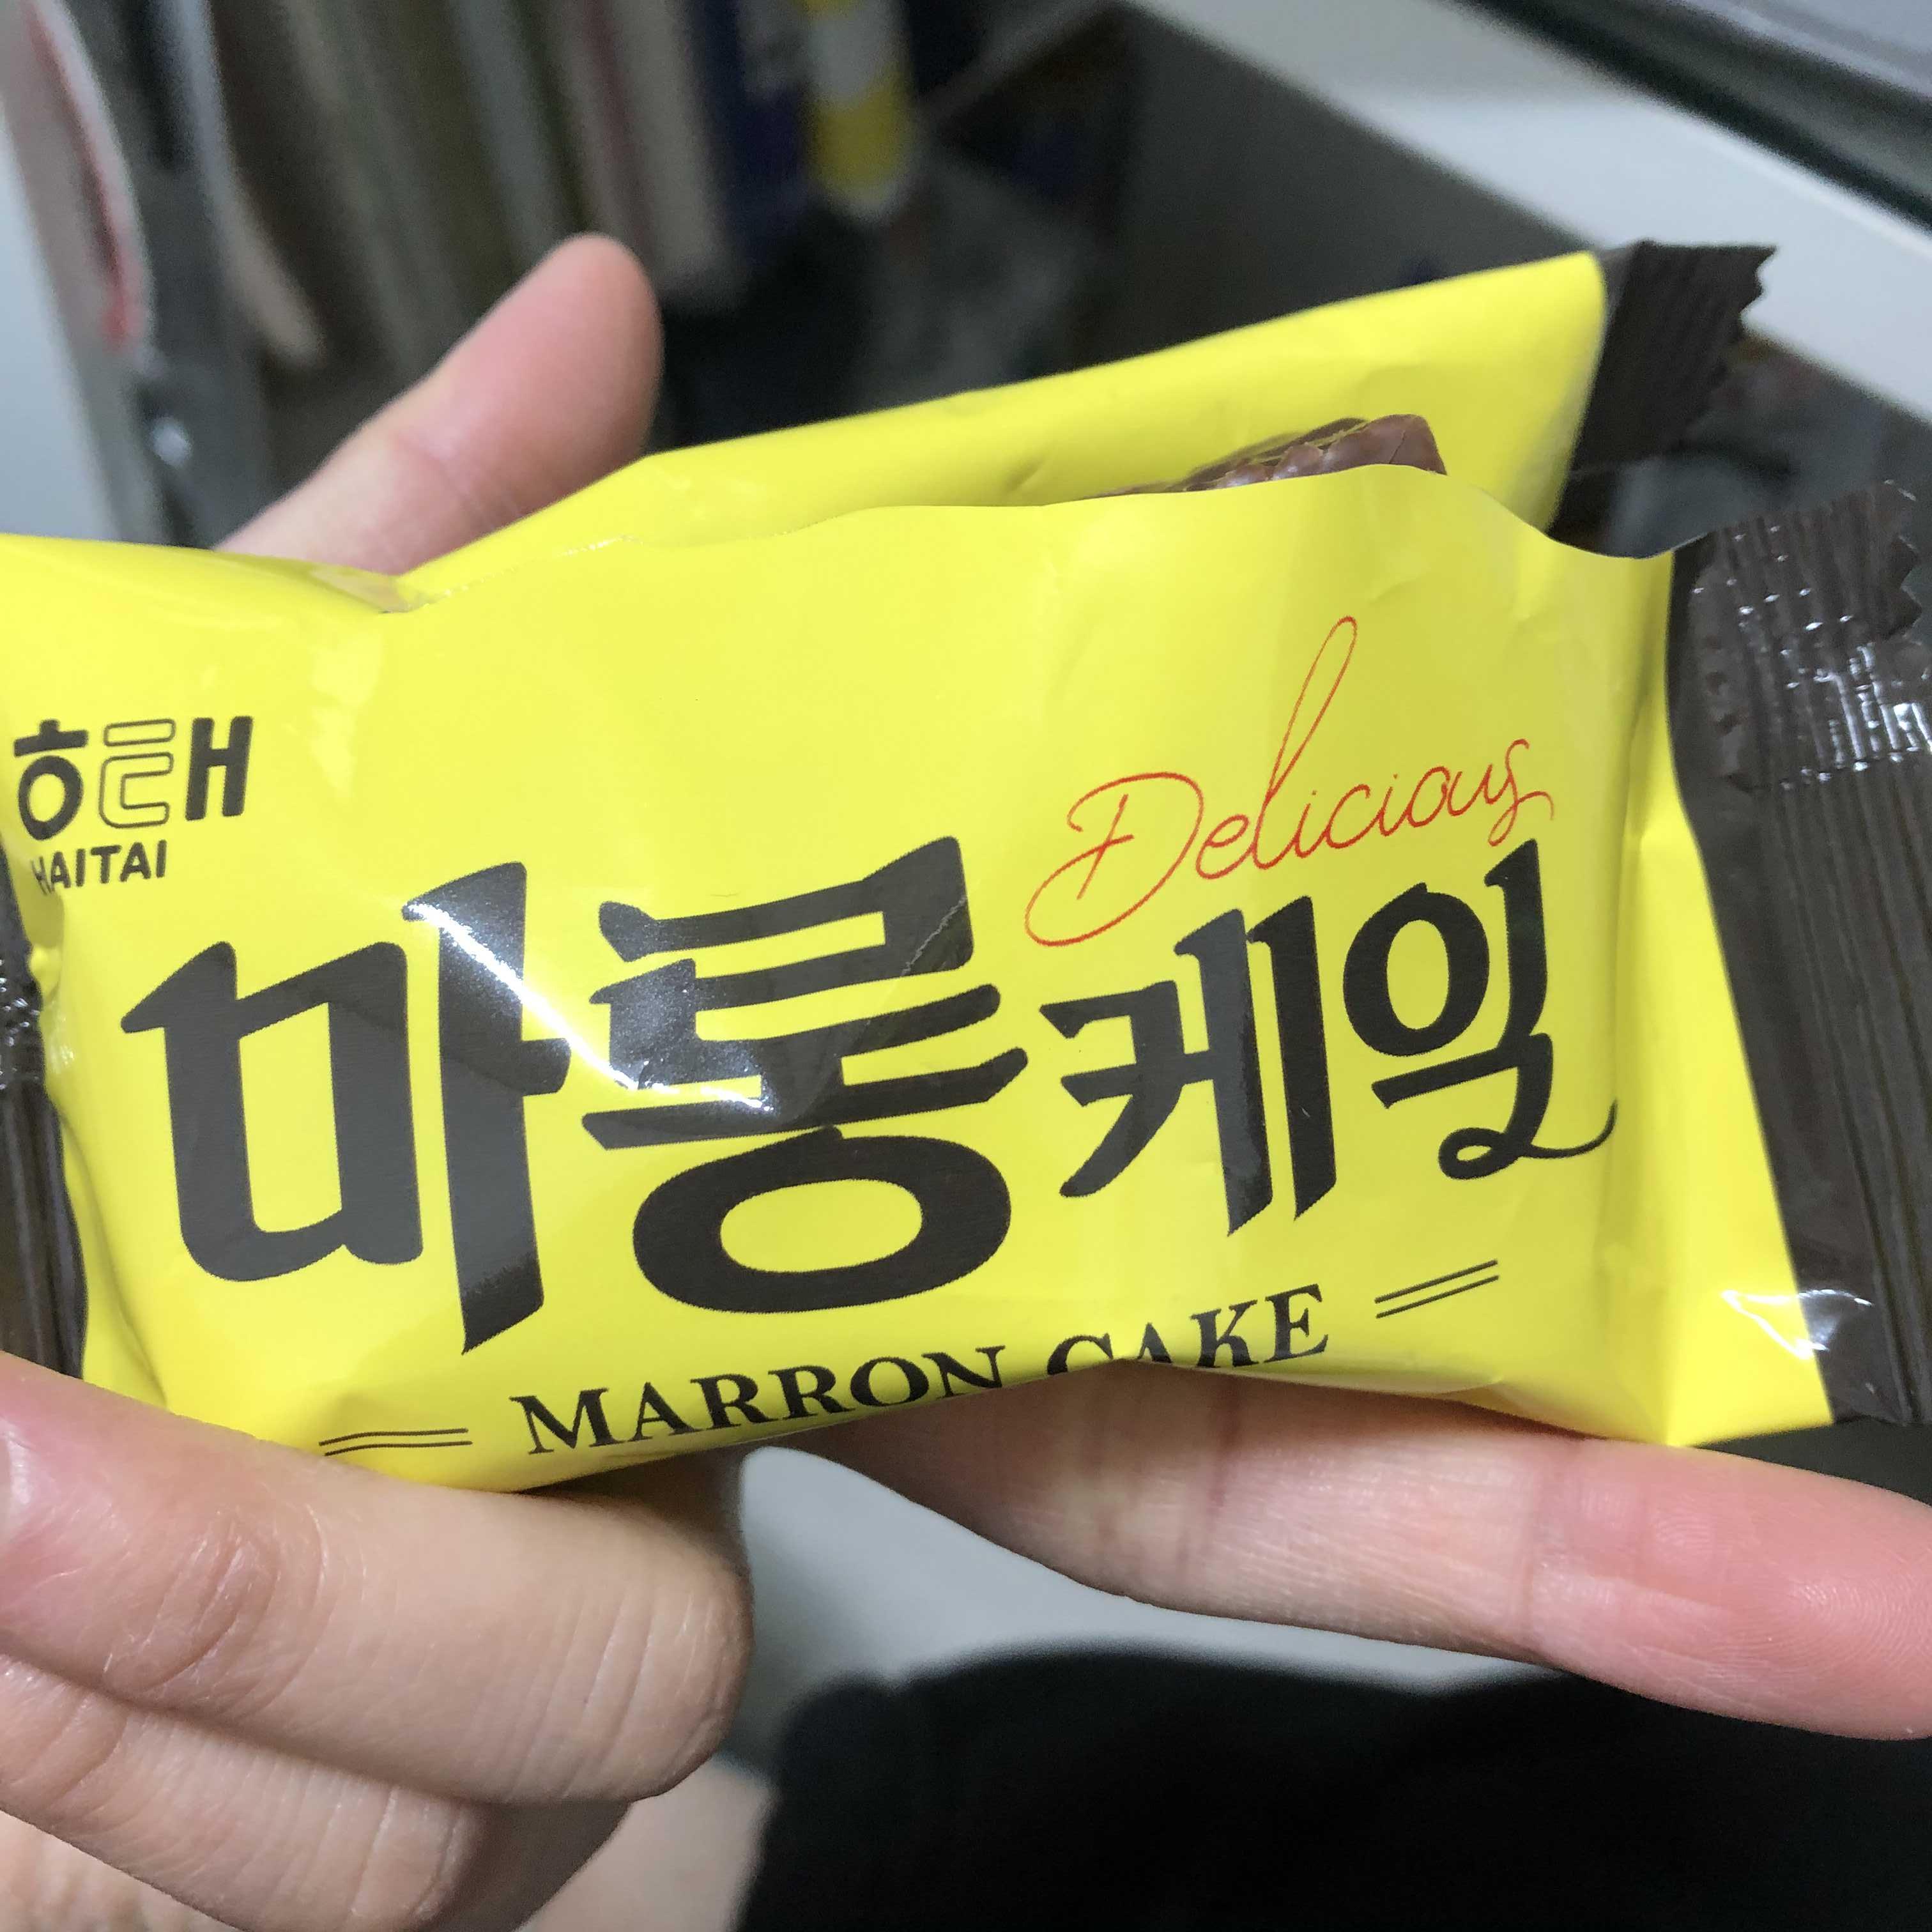 해태
HAITAI
Delicious
마롱케익
MARRON CAKE